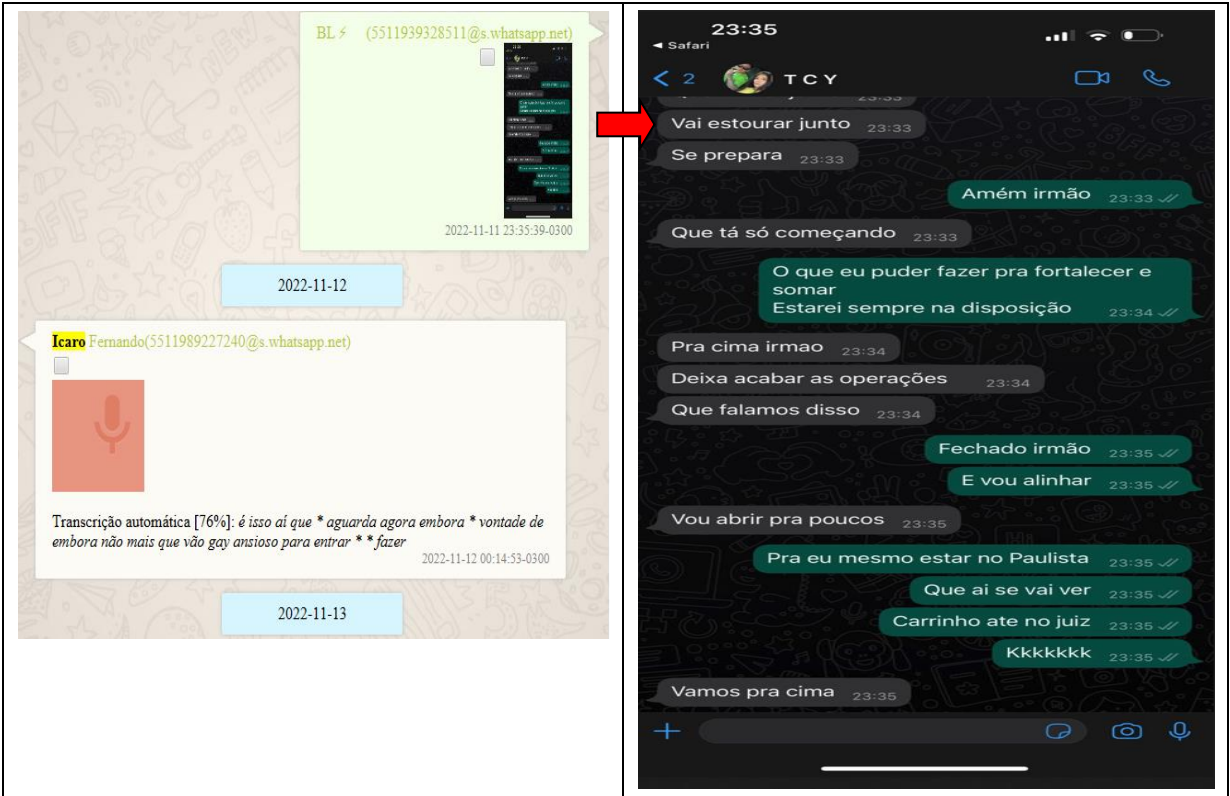 BL⚡ (5511939328511@s.whatsapp.net)
2022-11-11 23:35:39-0300
2022-11-12
Icaro Fernando(5511989227240@s.whatsapp.net)
Transcrição automática [76%]: é isso aí que * aguarda agora embora * vontade de
embora não mais que vão gay ansioso para entrar * * fazer
2022-11-12 00:14:53-0300
2022-11-13
23:35
◄ Safari
2 T C Y
23:33
Vai estourar junto 23:33
Se prepara 23:33
Amém irmão 23:33
Que tá só começando 23:33
O que eu puder fazer pra fortalecer e
somar
Estarei sempre na disposição 23:34
Pra cima irmao 23:34
Deixa acabar as operações 23:34
Que falamos disso 23:34
Fechado irmão 23:35
E vou alinhar 23:35
Vou abrir pra poucos 23:35
Pra eu mesmo estar no Paulista 23:35
Que ai se vai ver 23:35
Carrinho ate no juiz 23:35
Kkkkkkk 23:35
Vamos pra cima 23:35